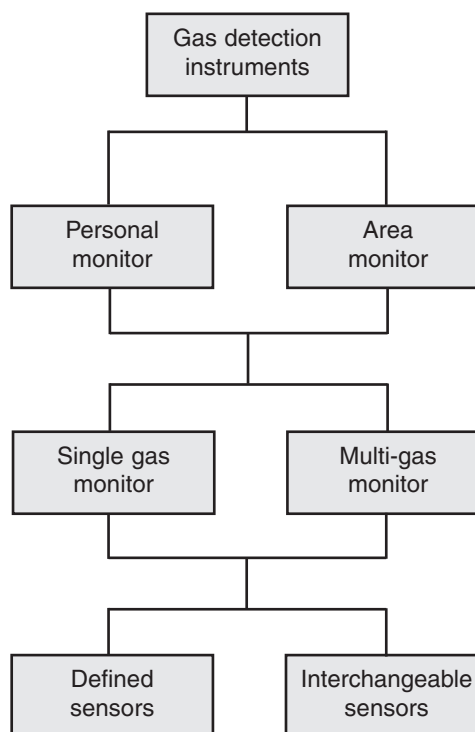 Gas detection
instruments
Personal
monitor
Area
monitor
Single gas
monitor
Multi-gas
monitor
Defined
sensors
Interchangeable
sensors